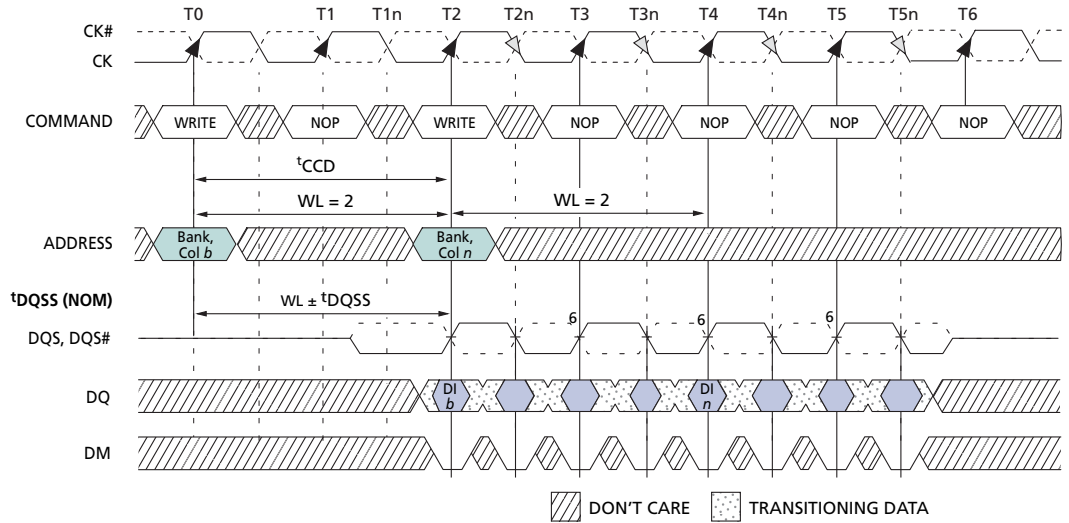 T0 T1 T1n T2 T2n T3 T3n T4 T4n T5 T5n T6
CK#
CK
COMMAND WRITE NOP WRITE NOP NOP NOP NOP
tCCD
WL = 2 WL = 2
ADDRESS Bank, Col b Bank, Col n
tDQSS (NOM) WL ± tDQSS
6 6 6
DQS, DQS#
DQ DI b DI n
DM
DON'T CARE TRANSITIONING DATA